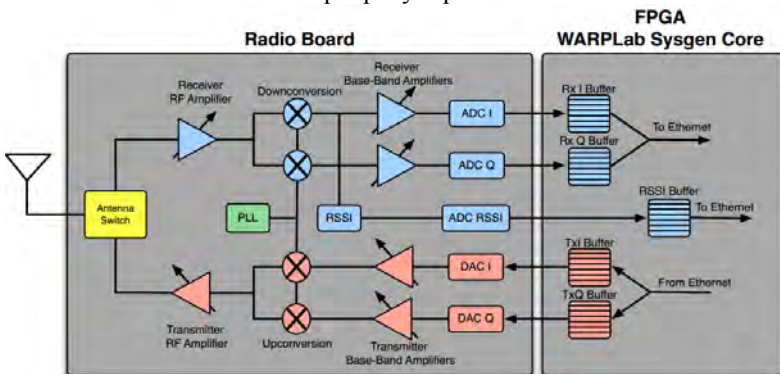 FPGA
Radio Board
WARPLab Sysgen Core
Receiver
RF Amplifier
Downconversion
Receiver
Base-Band Amplifiers
Rx I Buffer
ADC I
To Ethernet
Rx Q Buffer
ADC Q
RSSI Buffer
To Ethernet
Antenna
Switch
PLL
RSSI
ADC RSSI
TxI Buffer
DAC I
From Ethernet
TxQ Buffer
DAC Q
Transmitter
RF Amplifier
Upconversion
Transmitter
Base-Band Amplifiers